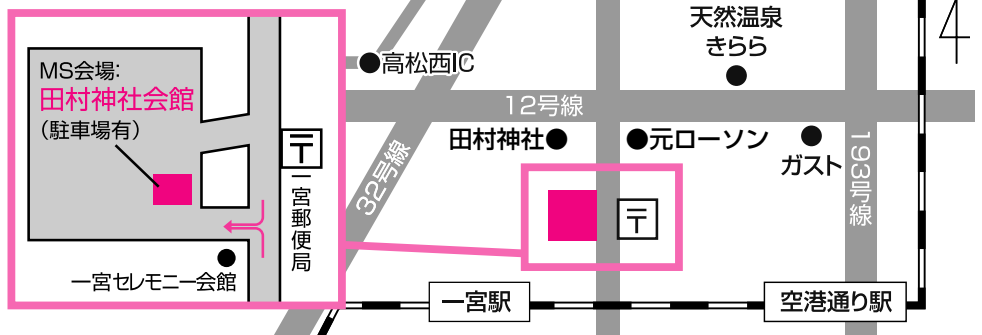 MS会場:
田村神社会館
(駐車場有)
〒
一宮郵便局
一宮セレモニー会館
高松西IC
32号線
12号線
田村神社
元ローソン
天然温泉
きらら
ガスト
193号線
〒
一宮駅
空港通り駅
4